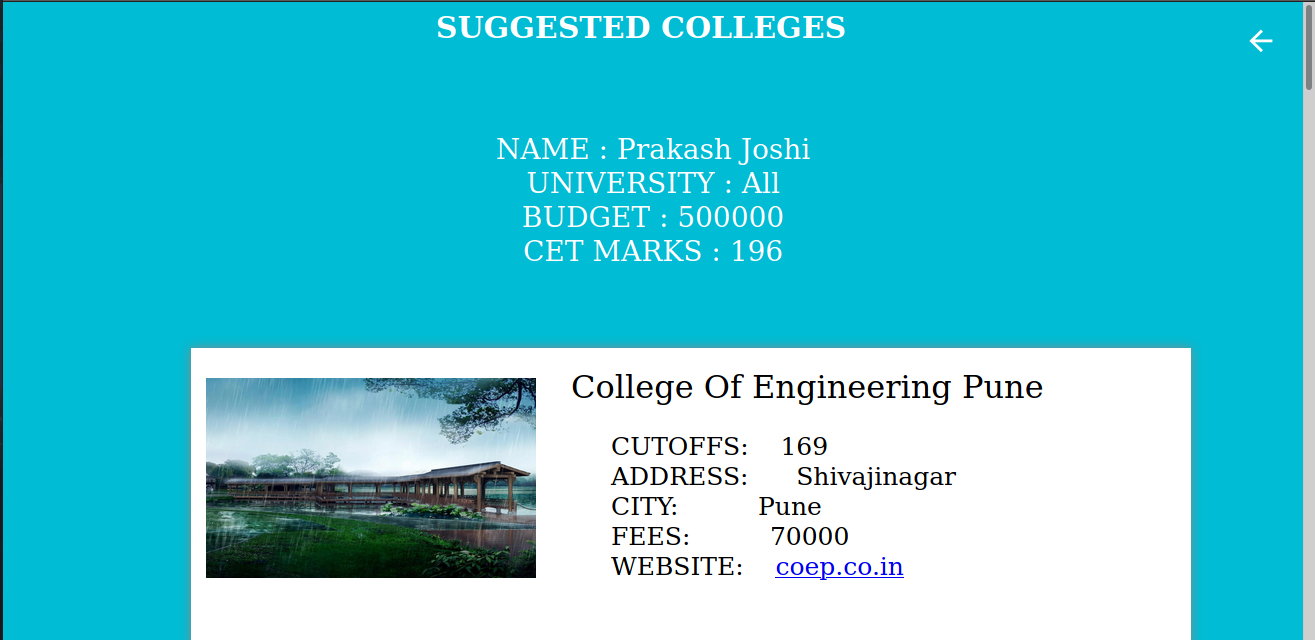 SUGGESTED COLLEGES
NAME : Prakash Joshi
UNIVERSITY : All
BUDGET : 500000
CET MARKS : 196
College Of Engineering Pune
CUTOFFS: 169
ADDRESS: Shivajinagar
CITY: Pune
FEES: 70000
WEBSITE: coep.co.in